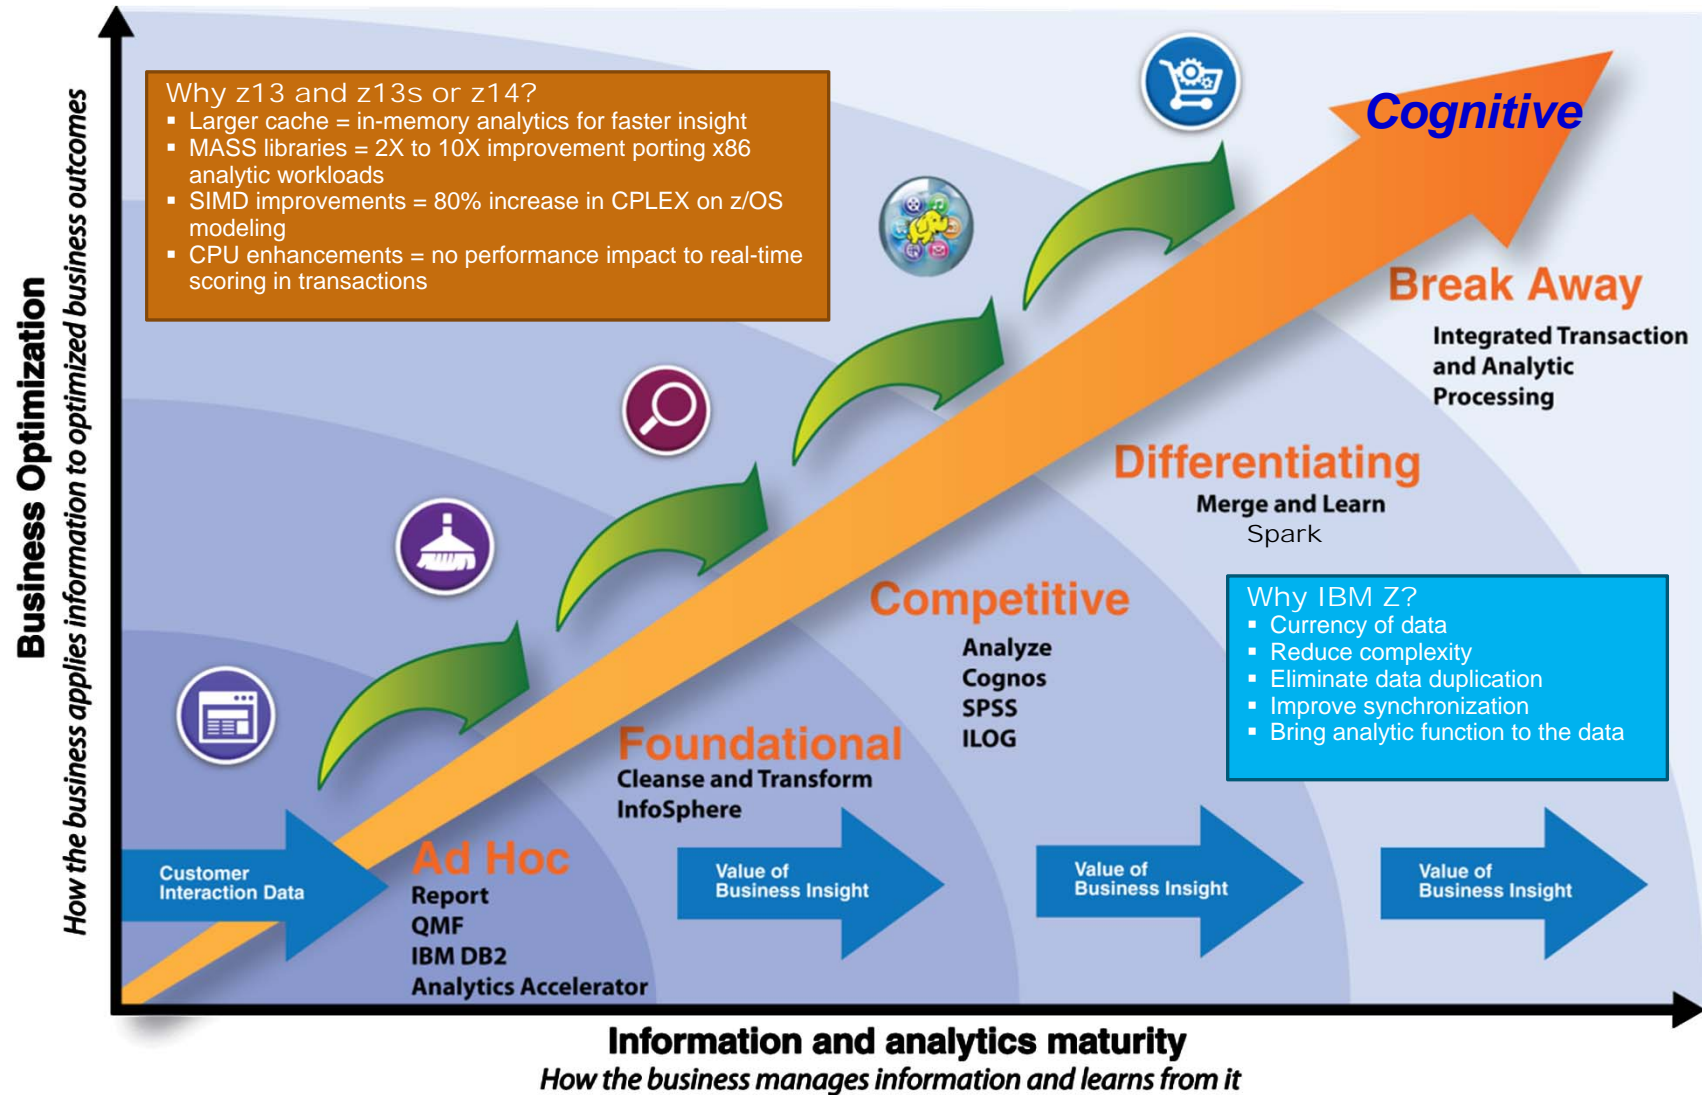 Business Optimization
How the business applies information to optimized business outcomes
Why z13 and z13s or z14?
▪ Larger cache = in-memory analytics for faster insight
▪ MASS libraries = 2X to 10X improvement porting x86
analytic workloads
▪ SIMD improvements = 80% increase in CPLEX on z/OS
modeling
▪ CPU enhancements = no performance impact to real-time
scoring in transactions
Cognitive
Break Away
Integrated Transaction
and Analytic
Processing
Differentiating
Merge and Learn
Spark
Competitive
Analyze
Cognos
SPSS
ILOG
Why IBM Z?
▪ Currency of data
▪ Reduce complexity
▪ Eliminate data duplication
▪ Improve synchronization
▪ Bring analytic function to the data
Foundational
Cleanse and Transform
InfoSphere
Customer
Interaction Data
Ad Hoc
Report
QMF
IBM DB2
Analytics Accelerator
Value of
Business Insight
Value of
Business Insight
Value of
Business Insight
Information and analytics maturity
How the business manages information and learns from it